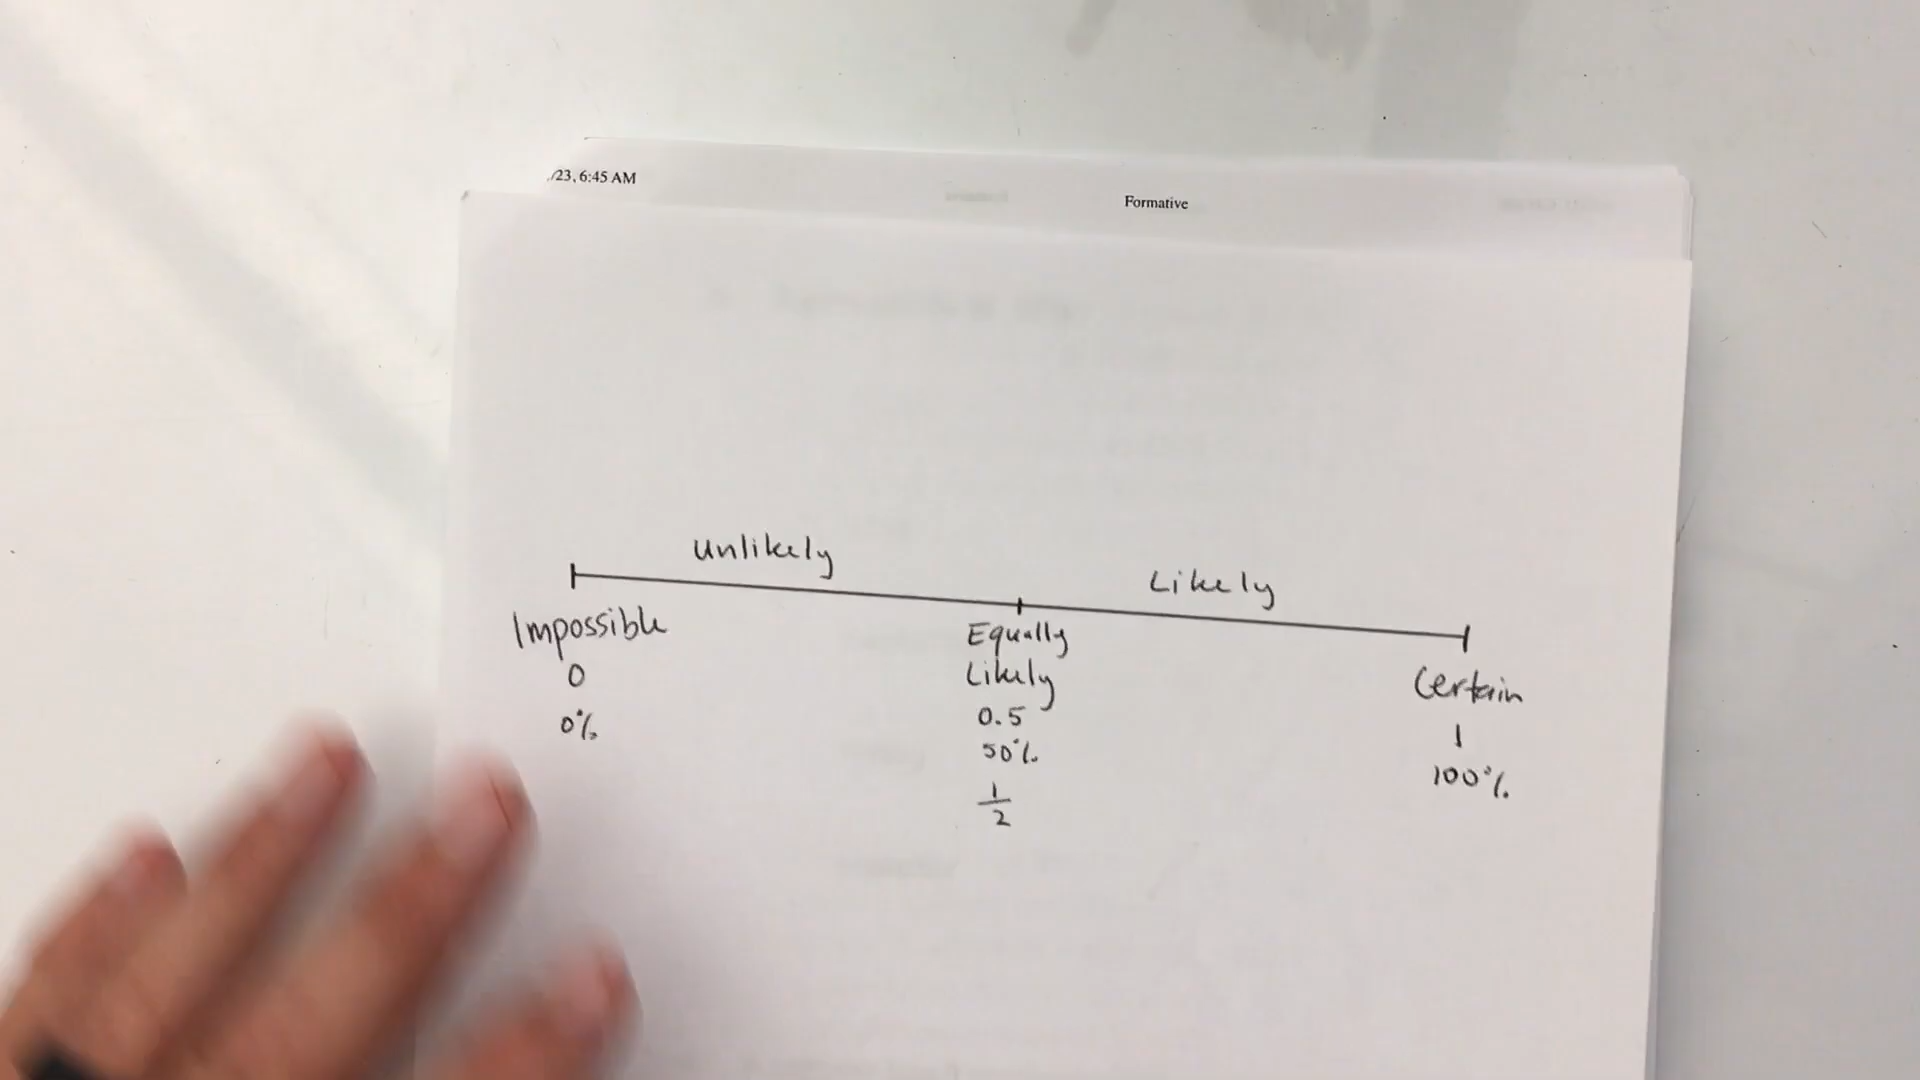 /23, 6:45 AM
Formative
Unlikely
Likely
Impossible
0
0%
Equally
Likely
0.5
50%
1
2
Certain
1
100%